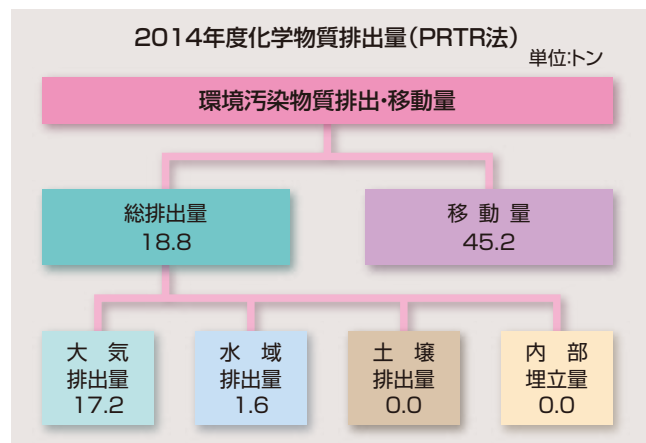 2014年度化学物質排出量(PRTR法)
単位:トン
環境汚染物質排出・移動量
総排出量
18.8
移動量
45.2
大気
排出量
17.2
水域
排出量
1.6
土壌
排出量
0.0
内部
埋立量
0.0